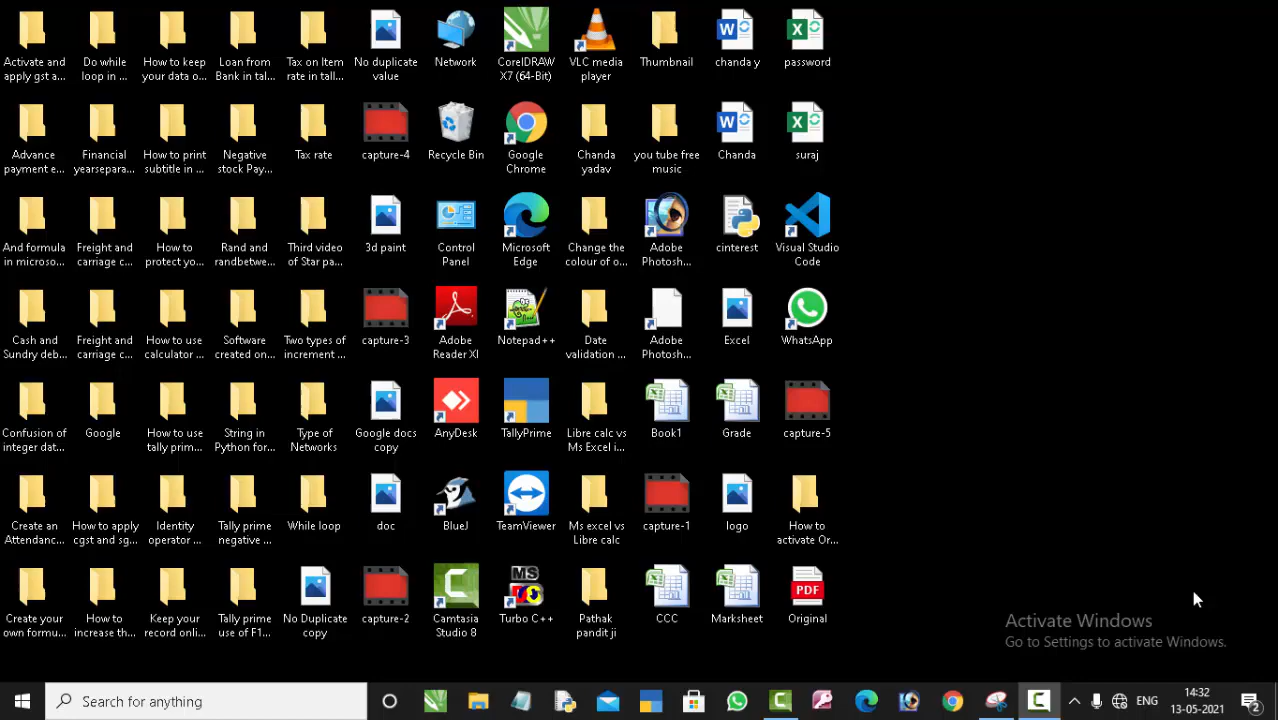 Activate and
apply gst a...
Do while
loop in ...
How to keep
your data o...
Loan from
Bank in tal...
Tax on Item
rate in tall...
No duplicate
value
Network
CorelDRAW
X7 (64-Bit)
VLC media
player
Thumbnail
chanda y
password
Advance
payment e...
Financial
yearsepara...
How to print
subtitle in ...
Negative
stock Pay...
Tax rate
capture-4
Recycle Bin
Google
Chrome
Chanda
yadav
you tube free
music
Chanda
suraj
And formula
in microso...
Freight and
carriage c...
How to
protect yo...
Rand and
randbetwe...
Third video
of Star pa...
3d paint
Control
Panel
Microsoft
Edge
Change the
colour of o...
Adobe
Photosh...
cinterest
Visual Studio
Code
Cash and
Sundry deb...
Freight and
carriage c...
How to use
calculator ...
Software
created on...
Two types of
increment ...
capture-3
Adobe
Reader XI
Notepad++
Date
validation ...
Adobe
Photosh...
Excel
WhatsApp
Confusion of
integer dat...
Google
How to use
tally prim...
String in
Python for...
Type of
Networks
Google docs
copy
AnyDesk
TallyPrime
Libre calc vs
Ms Excel i...
Book1
Grade
capture-5
Create an
Attendanc...
How to apply
cgst and sg...
Identity
operator ...
Tally prime
negative ...
While loop
doc
BlueJ
TeamViewer
Ms excel vs
Libre calc
capture-1
logo
How to
activate Or...
Create your
own formu...
How to
increase th...
Keep your
record onli...
Tally prime
use of F1...
No Duplicate
copy
capture-2
Camtasia
Studio 8
MS
Turbo C++
Pathak
pandit ji
CCC
Marksheet
PDF
Original
Activate Windows
Go to Settings to activate Windows.
Search for anything
ENG
14:32
13-05-2021
2